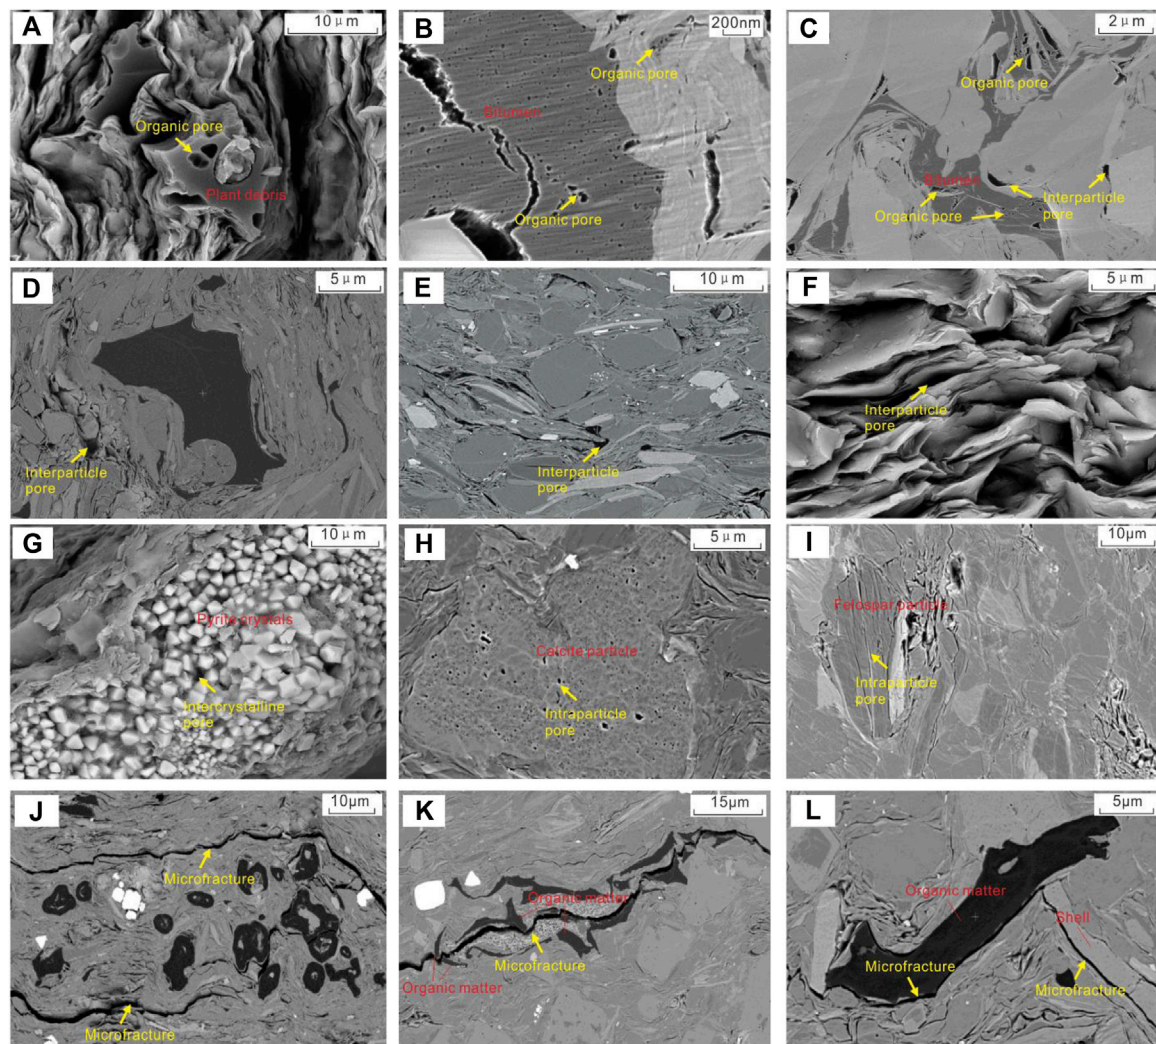 A
10 μm
Organic pore
Plant debris
B
200nm
Organic pore
Bitumen
Organic pore
C
2 μm
Organic pore
Bitumen
Organic pore
Interparticle
pore
D
5 μm
Interparticle
pore
E
10 μm
Interparticle
pore
F
5 μm
Interparticle
pore
G
10 μm
Pyrite crystals
Intercrystalline
pore
H
5 μm
Calcite particle
Intraparticle
pore
I
10μm
Feldspar particle
Intraparticle
pore
J
10μm
Microfracture
Microfracture
K
15μm
Organic matter
Microfracture
Organic matter
L
5μm
Organic matter
Shell
Microfracture
Microfracture